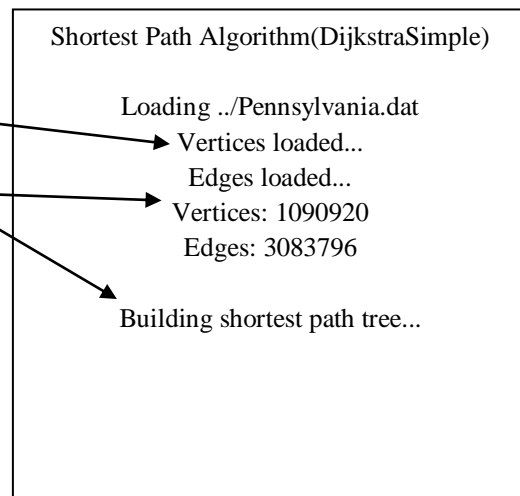 Shortest Path Algorithm(DijkstraSimple)
Loading ../Pennsylvania.dat
Vertices loaded...
Edges loaded...
Vertices: 1090920
Edges: 3083796
Building shortest path tree...